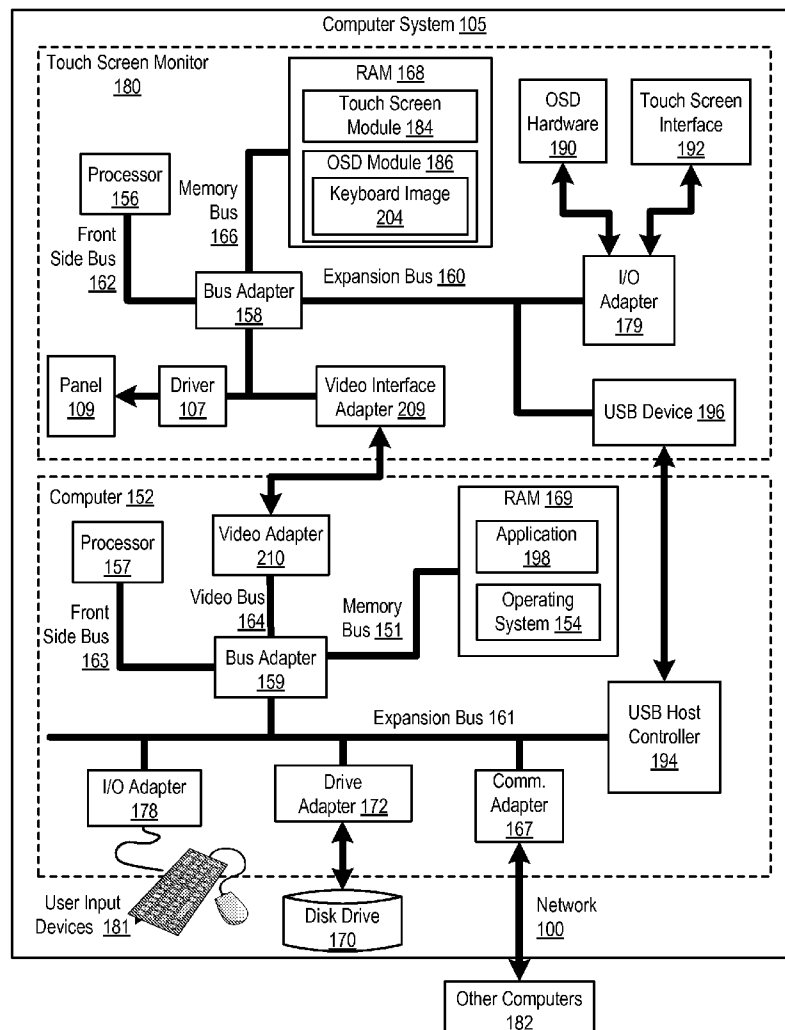 Computer System 105
Touch Screen Monitor
180
RAM 168
Touch Screen
Module 184
OSD Module 186
Keyboard Image
204
OSD
Hardware
190
Touch Screen
Interface
192
Processor
156
Memory
Bus
166
Front
Side Bus
162
Bus Adapter
158
Expansion Bus 160
I/O
Adapter
179
Panel
109
Driver
107
Video Interface
Adapter 209
USB Device 196
Computer 152
Processor
157
Video Adapter
210
RAM 169
Application
198
Operating
System 154
Video Bus
164
Memory
Bus 151
Front
Side Bus
163
Bus Adapter
159
Expansion Bus 161
USB Host
Controller
194
I/O Adapter
178
Drive
Adapter 172
Comm.
Adapter
167
User Input
Devices 181
Disk Drive
170
Network
100
Other Computers
182